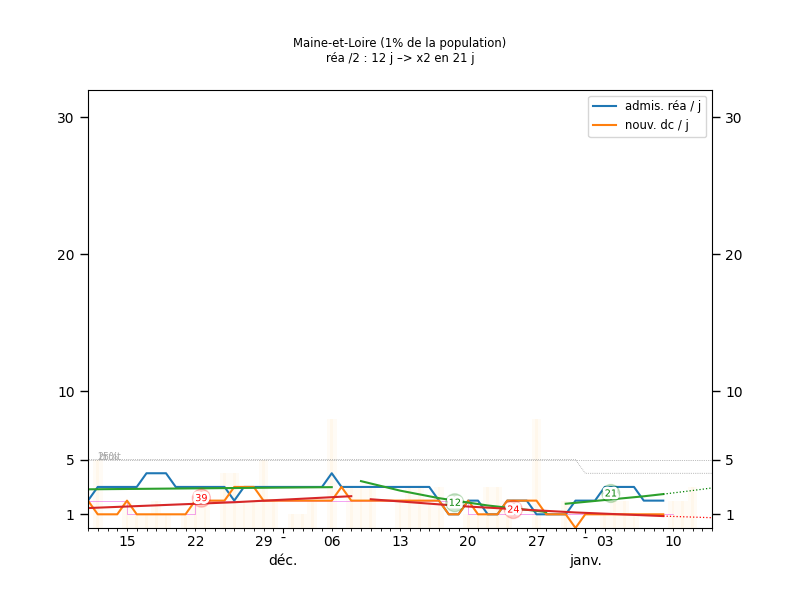 Maine-et-Loire (1% de la population)
réa /2 : 12 j –> x2 en 21 j
admis. réa / j
nouv. dc / j
30 30
20 20
10 10
5 5
1 1
39
12
24
21
15 22 29 - 06 13 20 27 - 03 10
déc. janv.